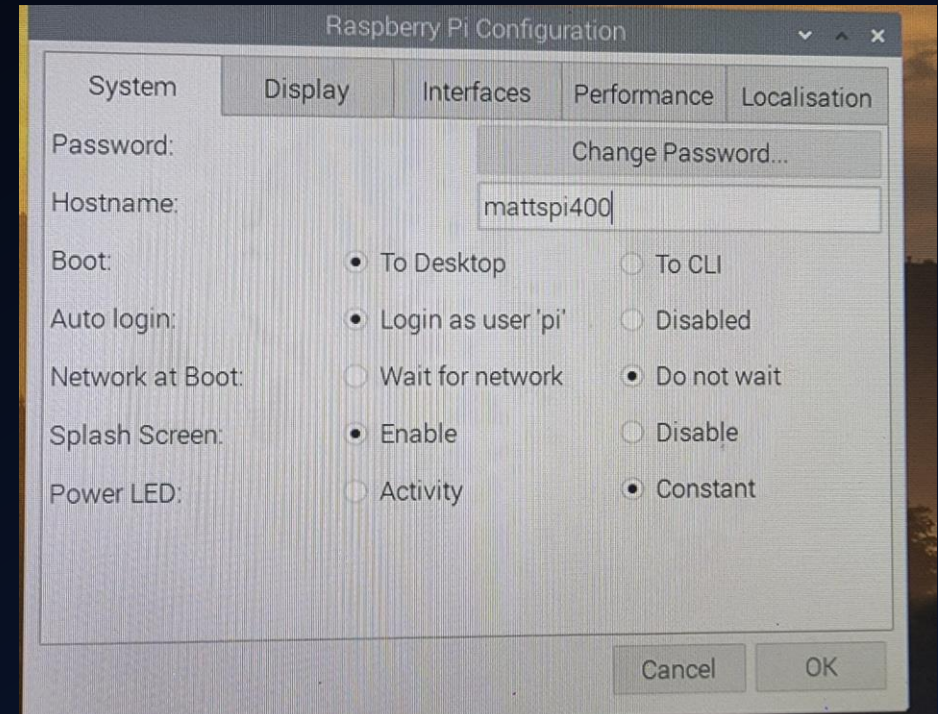 Raspberry Pi Configuration
System Display Interfaces Performance Localisation
Password: Change Password...
Hostname: mattspi400
Boot: To Desktop To CLI
Auto login: Login as user 'pi' Disabled
Network at Boot: Wait for network Do not wait
Splash Screen: Enable Disable
Power LED: Activity Constant
Cancel OK